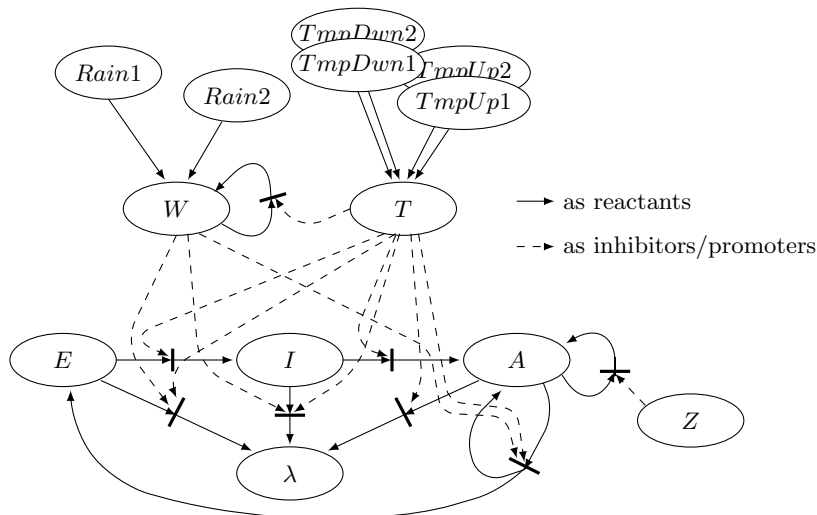 TmpDwn2
TmpDwn1
TmpUp2
TmpUp1
Rain1
Rain2
W
T
as reactants
as inhibitors/promoters
E
I
A
Z
λ